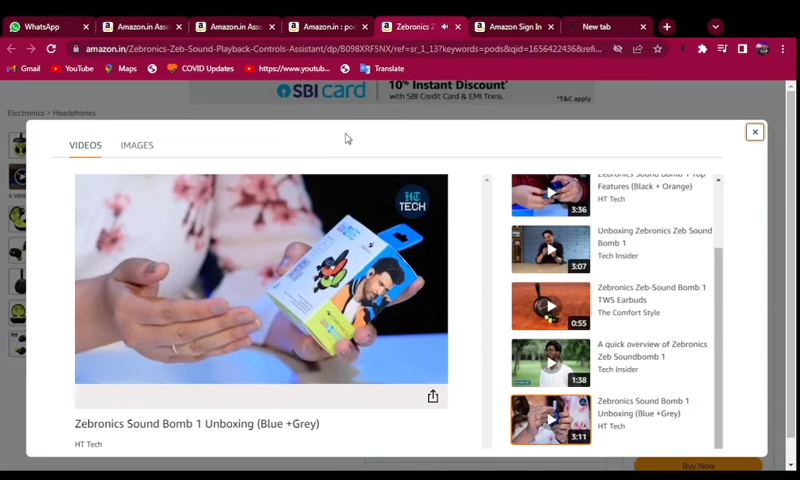 WhatsApp
Amazon.in Asso
Amazon.in Asso
Amazon.in : poo
Zebronics Z
Amazon Sign In
New tab
amazon.in/Zebronics-Zeb-Sound-Playback-Controls-Assistant/dp/B098XRF5NX/ref=sr_1_13?keywords=pods&qid=1656422436&refi...
Gmail
YouTube
Maps
COVID Updates
https://www.youtub...
Translate
SBI card
10% Instant Discount*
with SBI Credit Card & EMI Trxns.
*T&C apply
Electronics › Headphones
VIDEOS
IMAGES
6 VIDEO
HT
TECH
Zebronics Sound Bomb 1 Unboxing (Blue +Grey)
HT Tech
Zebronics Sound Bomb 1 Top
Features (Black + Orange)
HT Tech
3:36
Unboxing Zebronics Zeb Sound
Bomb 1
Tech Insider
3:07
Zebronics Zeb-Sound Bomb 1
TWS Earbuds
The Comfort Style
0:55
A quick overview of Zebronics
Zeb Soundbomb 1
Tech Insider
1:38
Zebronics Sound Bomb 1
Unboxing (Blue +Grey)
HT Tech
3:11
Buy Now